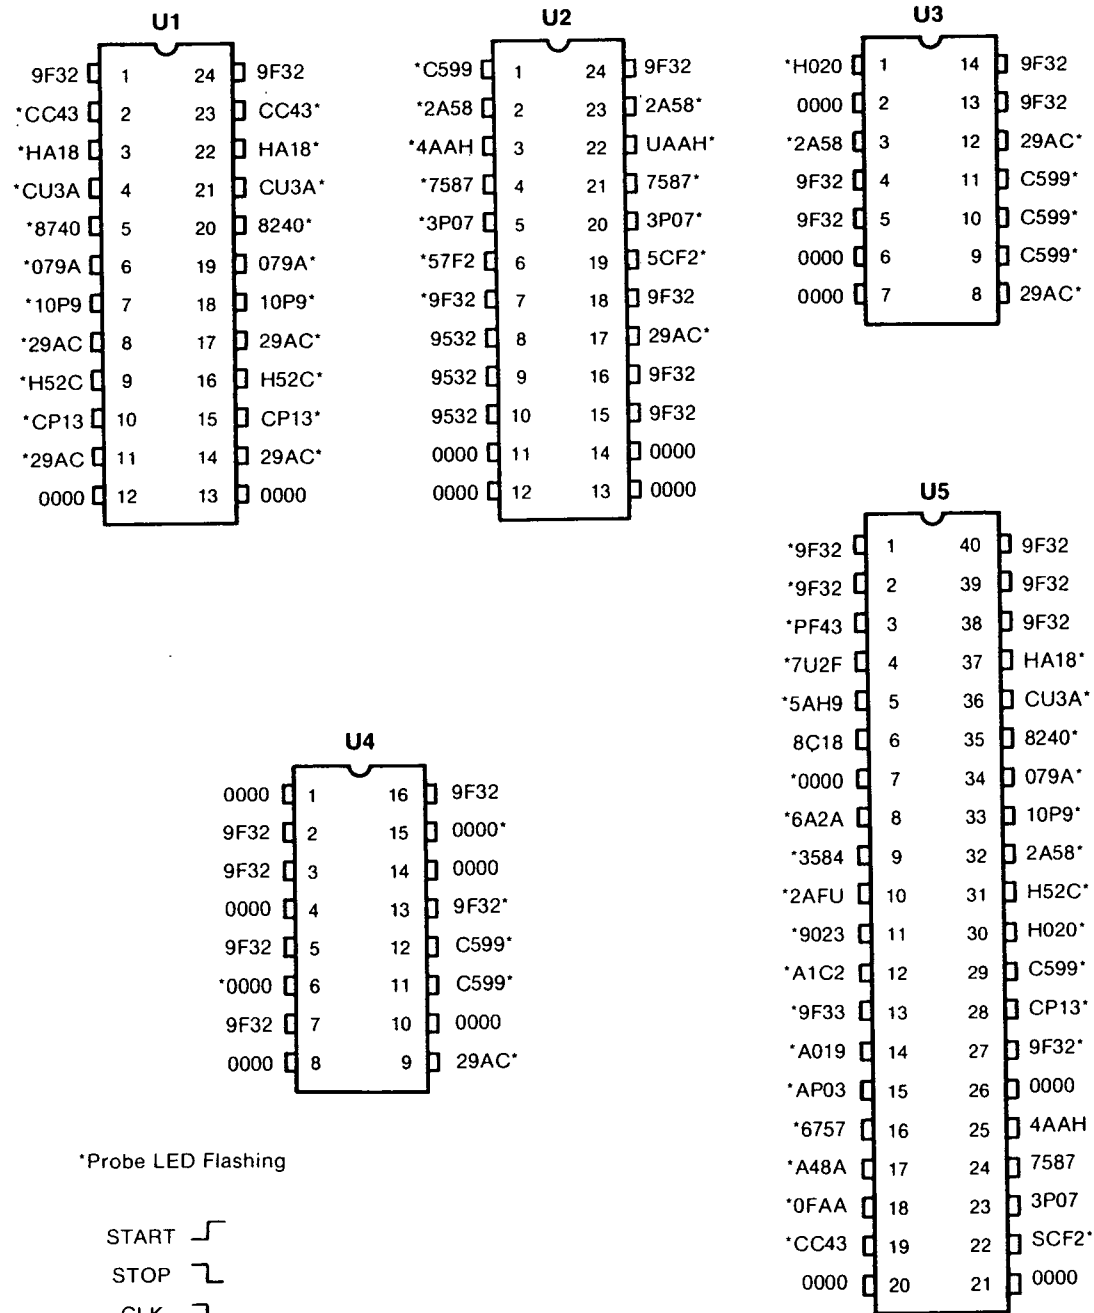 U1
9F32 1 24 9F32
*CC43 2 23 CC43*
*HA18 3 22 HA18*
*CU3A 4 21 CU3A*
*8740 5 20 8240*
*079A 6 19 079A*
*10P9 7 18 10P9*
*29AC 8 17 29AC*
*H52C 9 16 H52C*
*CP13 10 15 CP13*
*29AC 11 14 29AC*
0000 12 13 0000
U2
*C599 1 24 9F32
*2A58 2 23 2A58*
*4AAH 3 22 UAAH*
*7587 4 21 7587*
*3P07 5 20 3P07*
*57F2 6 19 5CF2*
*9F32 7 18 9F32
9532 8 17 29AC*
9532 9 16 9F32
9532 10 15 9F32
0000 11 14 0000
0000 12 13 0000
U3
*H020 1 14 9F32
0000 2 13 9F32
*2A58 3 12 29AC*
9F32 4 11 C599*
9F32 5 10 C599*
0000 6 9 C599*
0000 7 8 29AC*
U4
0000 1 16 9F32
9F32 2 15 0000*
9F32 3 14 0000
0000 4 13 9F32*
9F32 5 12 C599*
*0000 6 11 C599*
9F32 7 10 0000
0000 8 9 29AC*
U5
*9F32 1 40 9F32
*9F32 2 39 9F32
*PF43 3 38 9F32
*7U2F 4 37 HA18*
*5AH9 5 36 CU3A*
8C18 6 35 8240*
*0000 7 34 079A*
*6A2A 8 33 10P9*
*3584 9 32 2A58*
*2AFU 10 31 H52C*
*9023 11 30 H020*
*A1C2 12 29 C599*
*9F33 13 28 CP13*
*A019 14 27 9F32*
*AP03 15 26 0000
*6757 16 25 4AAH
*A48A 17 24 7587
*0FAA 18 23 3P07
*CC43 19 22 SCF2*
0000 20 21 0000
*Probe LED Flashing
START
STOP
CLK